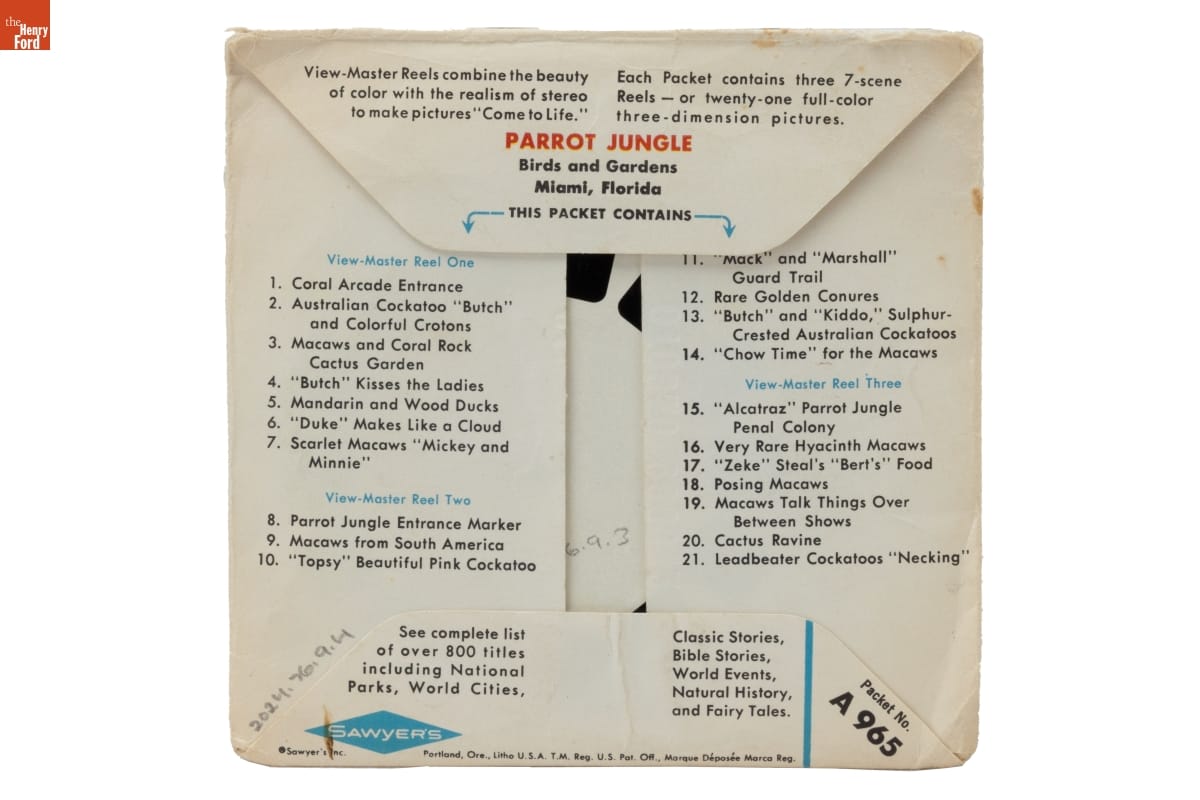 the
Henry
Ford
View-Master Reels combine the beauty
of color with the realism of stereo
to make pictures "Come to Life."
Each Packet contains three 7-scene
Reels — or twenty-one full-color
three-dimension pictures.
PARROT JUNGLE
Birds and Gardens
Miami, Florida
THIS PACKET CONTAINS
View-Master Reel One
1. Coral Arcade Entrance
2. Australian Cockatoo "Butch"
and Colorful Crotons
3. Macaws and Coral Rock
Cactus Garden
4. "Butch" Kisses the Ladies
5. Mandarin and Wood Ducks
6. "Duke" Makes Like a Cloud
7. Scarlet Macaws "Mickey and
Minnie"
View-Master Reel Two
8. Parrot Jungle Entrance Marker
9. Macaws from South America
10. "Topsy" Beautiful Pink Cockatoo
11. "Mack" and "Marshall"
Guard Trail
12. Rare Golden Conures
13. "Butch" and "Kiddo," Sulphur-
Crested Australian Cockatoos
14. "Chow Time" for the Macaws
View-Master Reel Three
15. "Alcatraz" Parrot Jungle
Penal Colony
16. Very Rare Hyacinth Macaws
17. "Zeke" Steal's "Bert's" Food
18. Posing Macaws
19. Macaws Talk Things Over
Between Shows
20. Cactus Ravine
21. Leadbeater Cockatoos "Necking"
6.9.3
See complete list
of over 800 titles
including National
Parks, World Cities,
Classic Stories,
Bible Stories,
World Events,
Natural History,
and Fairy Tales.
2024.76.9.4
SAWYER'S
©Sawyer's Inc.
Portland, Ore., Litho U.S.A. T.M. Reg. U.S. Pat. Off., Marque Déposée Marca Reg.
Packet No.
A 965